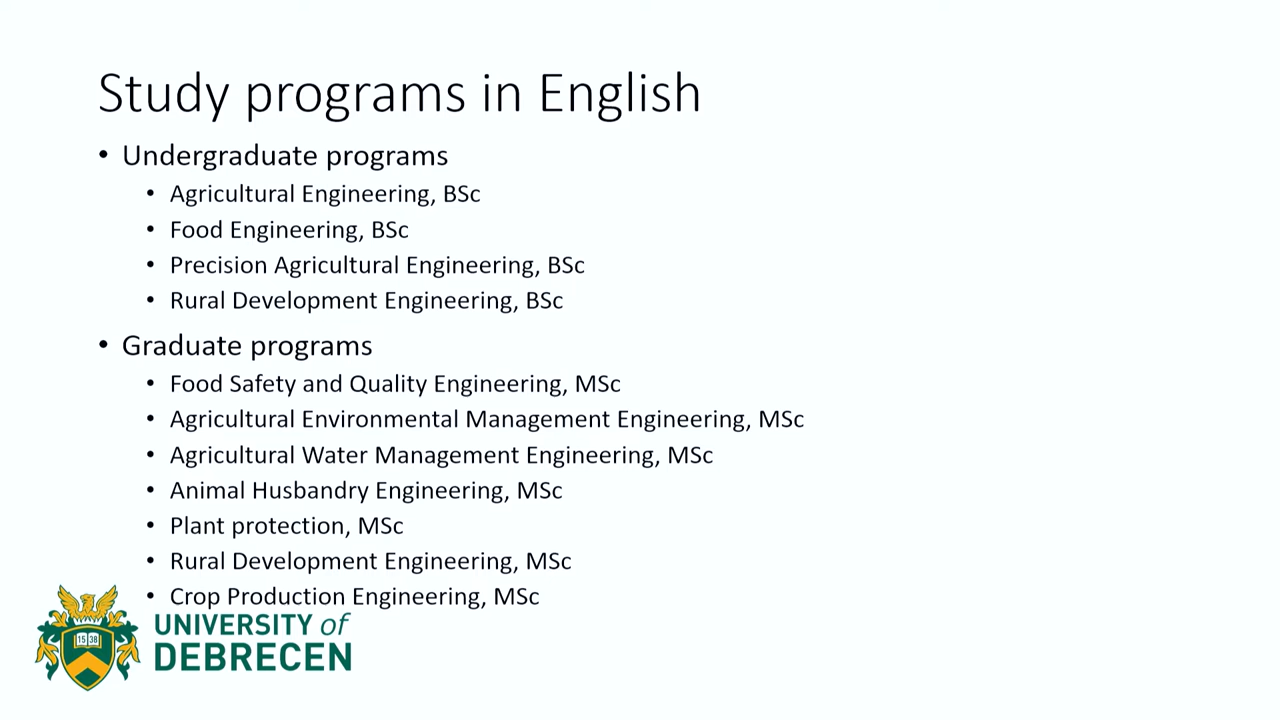 Study programs in English
• Undergraduate programs
• Agricultural Engineering, BSc
• Food Engineering, BSc
• Precision Agricultural Engineering, BSc
• Rural Development Engineering, BSc
• Graduate programs
• Food Safety and Quality Engineering, MSc
• Agricultural Environmental Management Engineering, MSc
• Agricultural Water Management Engineering, MSc
• Animal Husbandry Engineering, MSc
• Plant protection, MSc
• Rural Development Engineering, MSc
• Crop Production Engineering, MSc
15 38
UNIVERSITY of
DEBRECEN